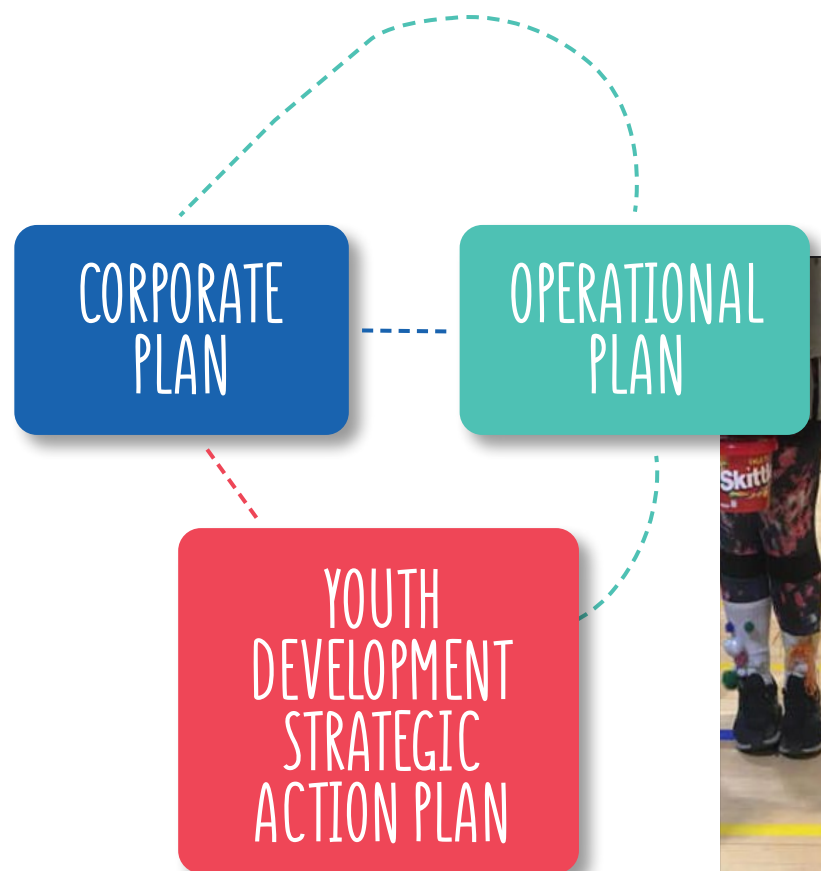 CORPORATE
PLAN
OPERATIONAL
PLAN
YOUTH
DEVELOPMENT
STRATEGIC
ACTION PLAN